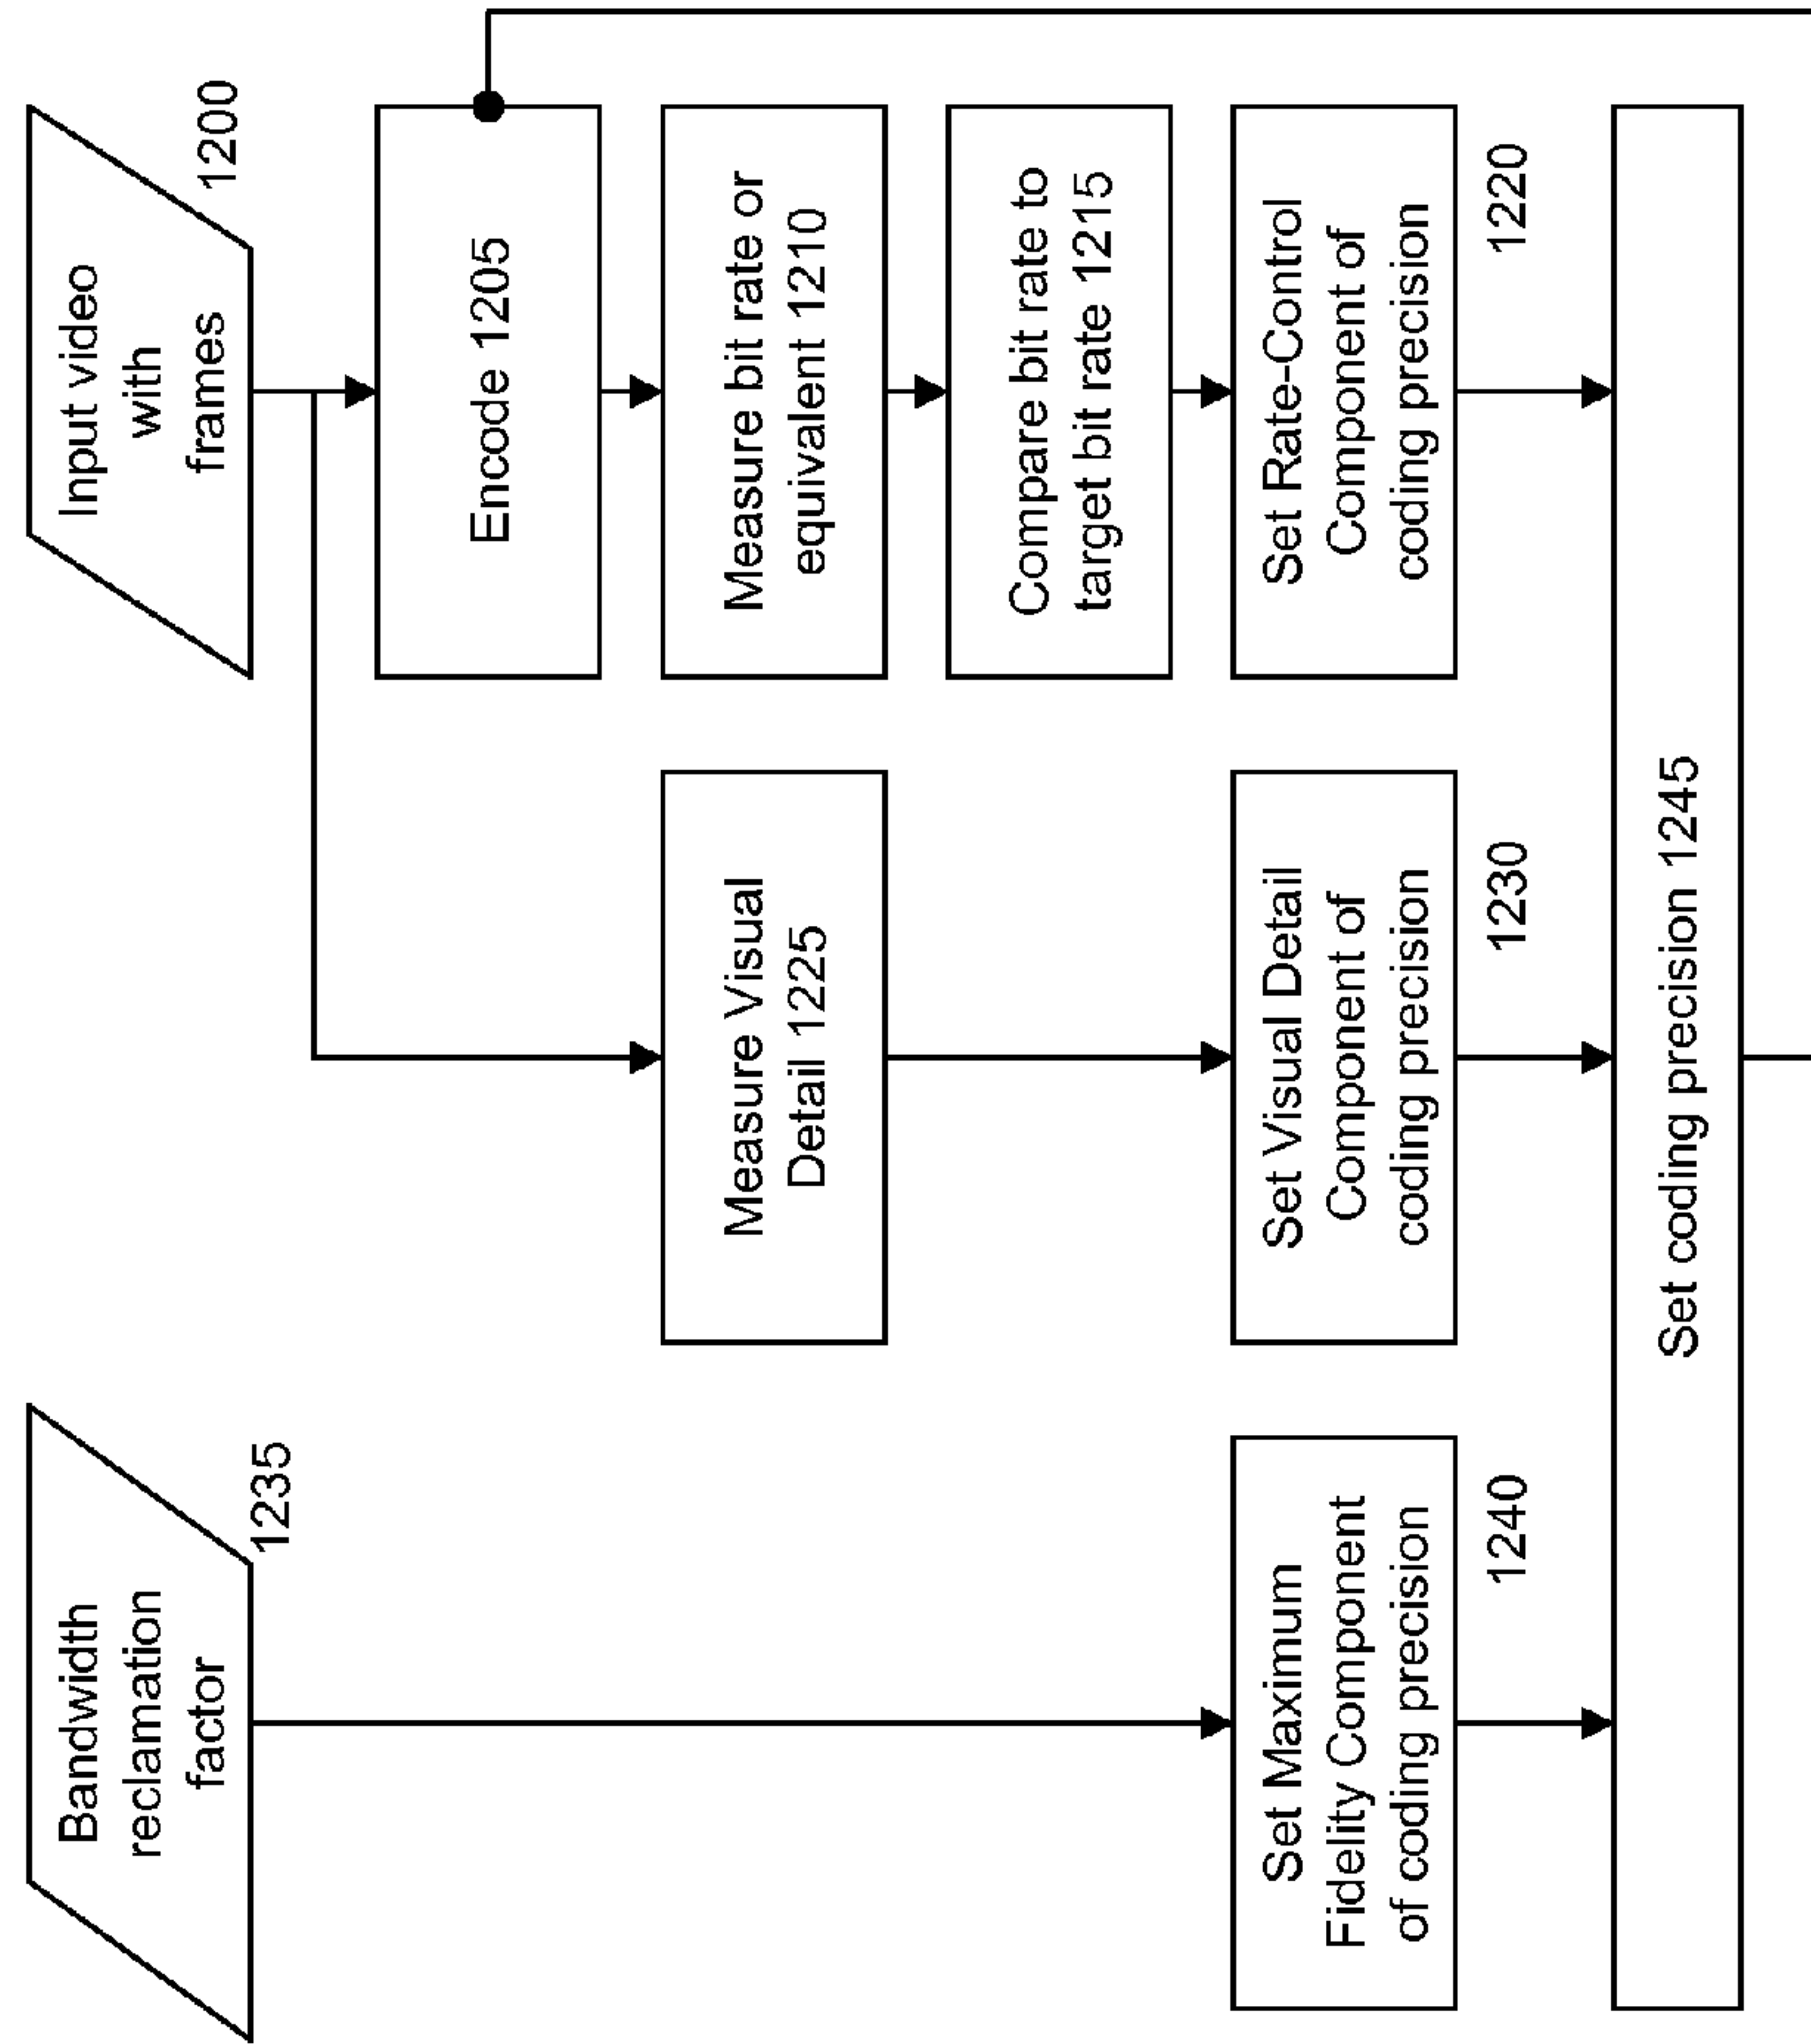 Bandwidth
reclamation
factor
1235
Input video
with
frames
1200
Encode 1205
Measure Visual
Detail 1225
Measure bit rate or
equivalent 1210
Compare bit rate to
target bit rate 1215
Set Maximum
Fidelity Component
of coding precision
1240
Set Visual Detail
Component of
coding precision
1230
Set Rate-Control
Component of
coding precision
1220
Set coding precision 1245